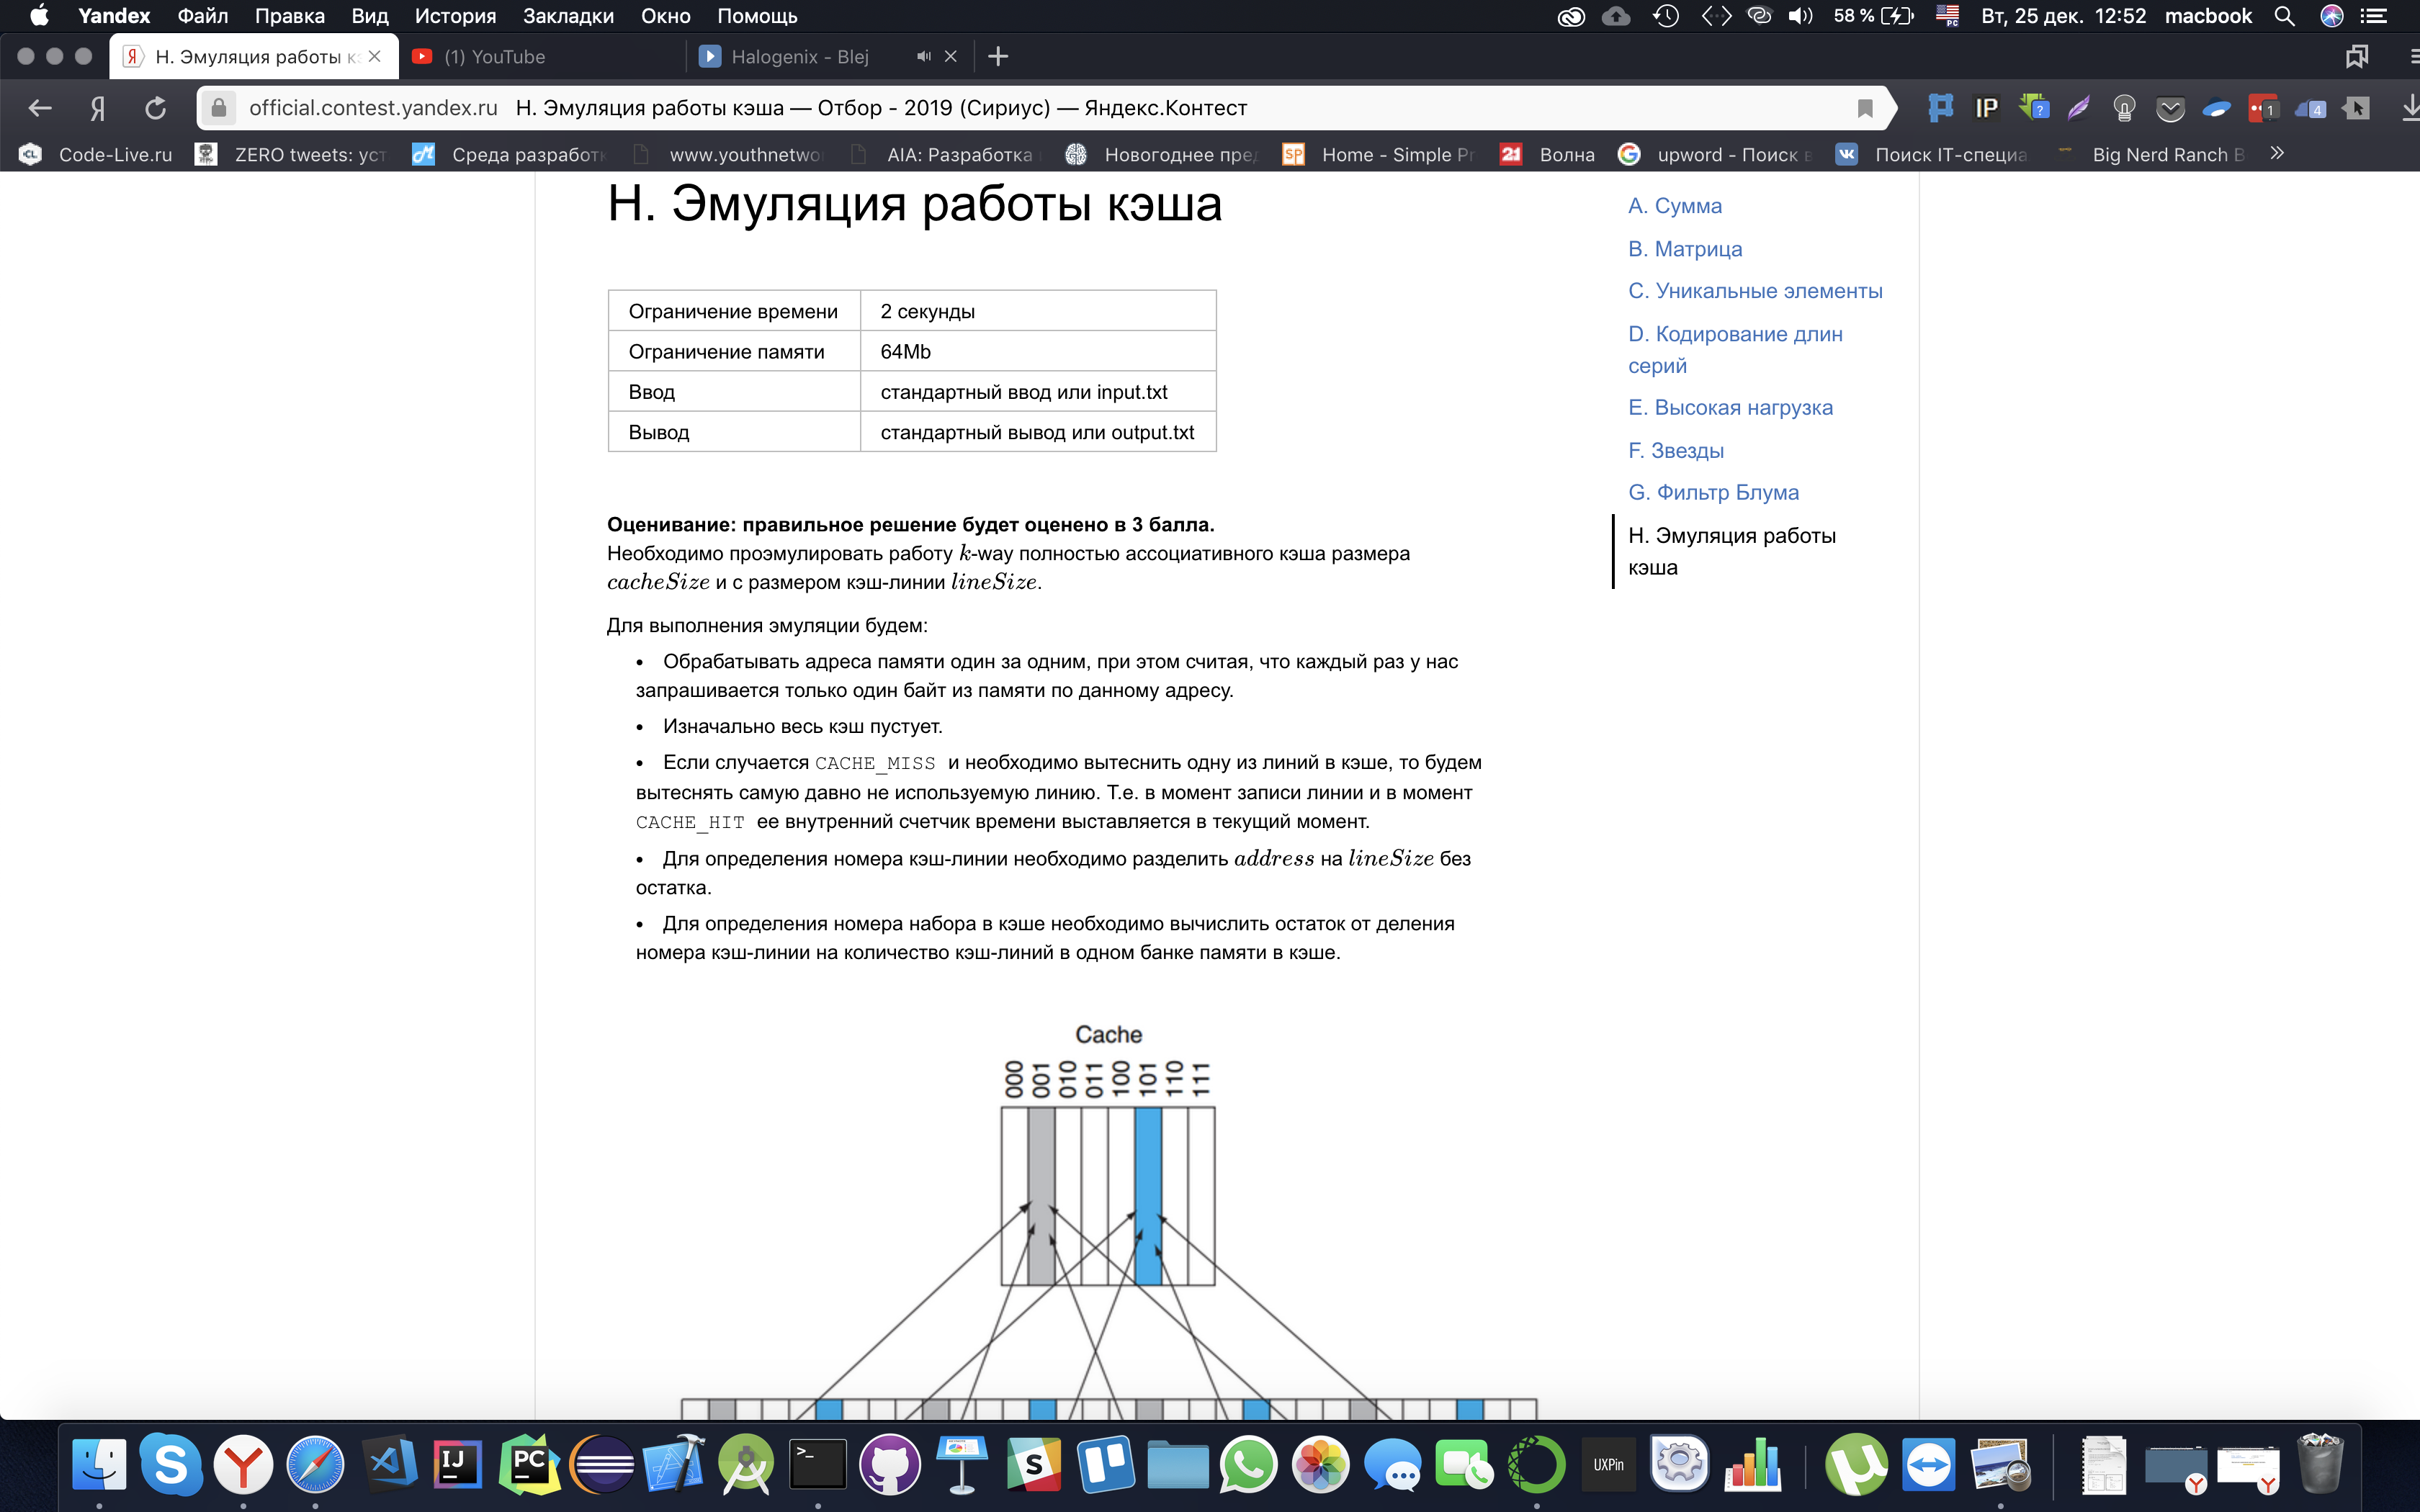 Yandex Файл Правка Вид История Закладки Окно Помощь 58 % Вт, 25 дек. 12:52 macbook
Н. Эмуляция работы кэ (1) YouTube Halogenix - Blej
official.contest.yandex.ru Н. Эмуляция работы кэша — Отбор - 2019 (Сириус) — Яндекс.Контест
Code-Live.ru ZERO tweets: уст Среда разработк www.youthnetwo AIA: Разработка Новогоднее пре Home - Simple Pr Волна upword - Поиск в Поиск IT-специа Big Nerd Ranch B
H. Эмуляция работы кэша
Ограничение времени 2 секунды
Ограничение памяти 64Mb
Ввод стандартный ввод или input.txt
Вывод стандартный вывод или output.txt
Оценивание: правильное решение будет оценено в 3 балла.
Необходимо проэмулировать работу k-way полностью ассоциативного кэша размера
cacheSize и с размером кэш-линии lineSize.
Для выполнения эмуляции будем:
• Обрабатывать адреса памяти один за одним, при этом считая, что каждый раз у нас
запрашивается только один байт из памяти по данному адресу.
• Изначально весь кэш пустует.
• Если случается CACHE_MISS и необходимо вытеснить одну из линий в кэше, то будем
вытеснять самую давно не используемую линию. Т.е. в момент записи линии и в момент
CACHE_HIT ее внутренний счетчик времени выставляется в текущий момент.
• Для определения номера кэш-линии необходимо разделить address на lineSize без
остатка.
• Для определения номера набора в кэше необходимо вычислить остаток от деления
номера кэш-линии на количество кэш-линий в одном банке памяти в кэше.
Cache
000 001 010 011 100 101 110 111
A. Сумма
B. Матрица
C. Уникальные элементы
D. Кодирование длин
серий
E. Высокая нагрузка
F. Звезды
G. Фильтр Блума
H. Эмуляция работы
кэша
UXPin